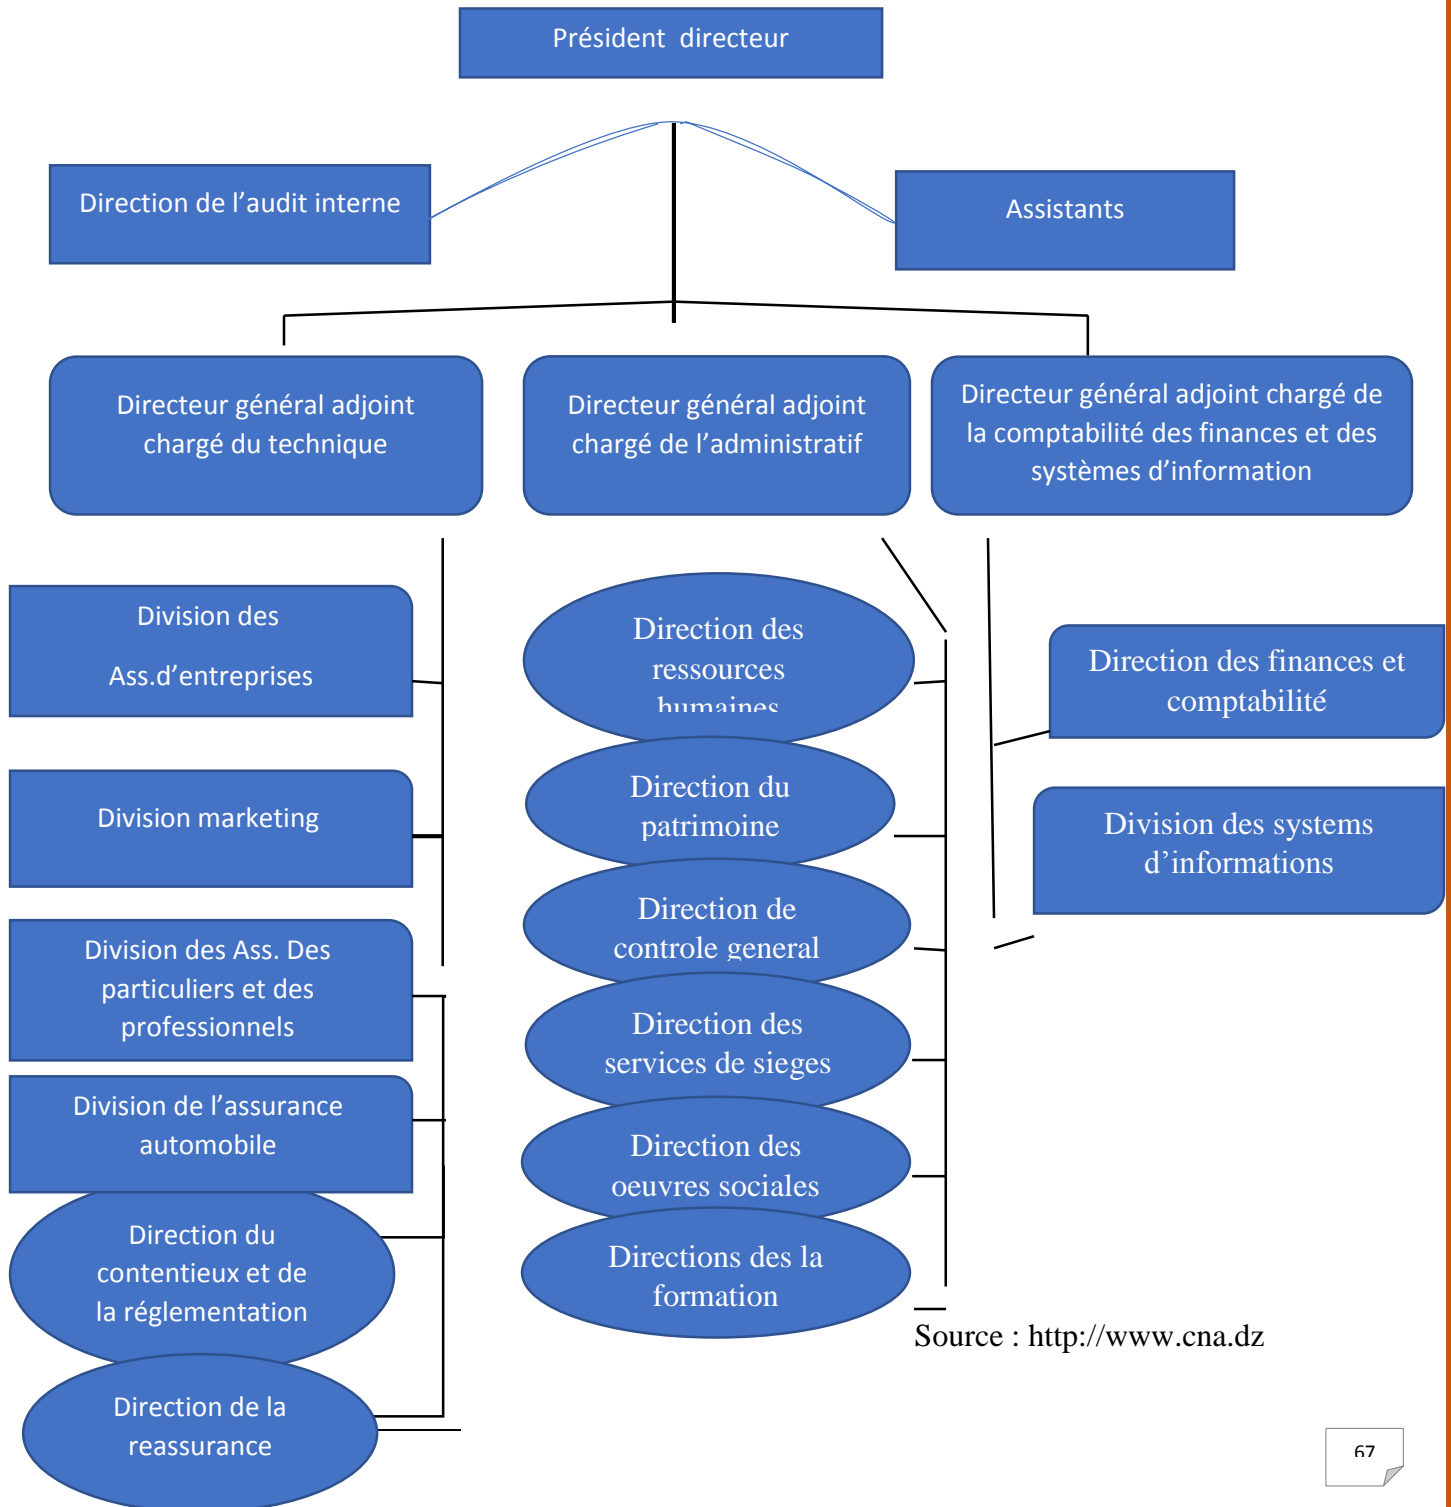 Président directeur
Direction de l’audit interne
Assistants
Directeur général adjoint
chargé du technique
Directeur général adjoint
chargé de l’administratif
Directeur général adjoint chargé de
la comptabilité des finances et des
systèmes d’information
Division des
Ass.d’entreprises
Division marketing
Division des Ass. Des
particuliers et des
professionnels
Division de l’assurance
automobile
Direction du
contentieux et de
la réglementation
Direction de la
reassurance
Direction des
ressources
humaines
Direction du
patrimoine
Direction de
controle general
Direction des
services de sieges
Direction des
oeuvres sociales
Directions des la
formation
Direction des finances et
comptabilité
Division des systems
d’informations
Source : http://www.cna.dz
67